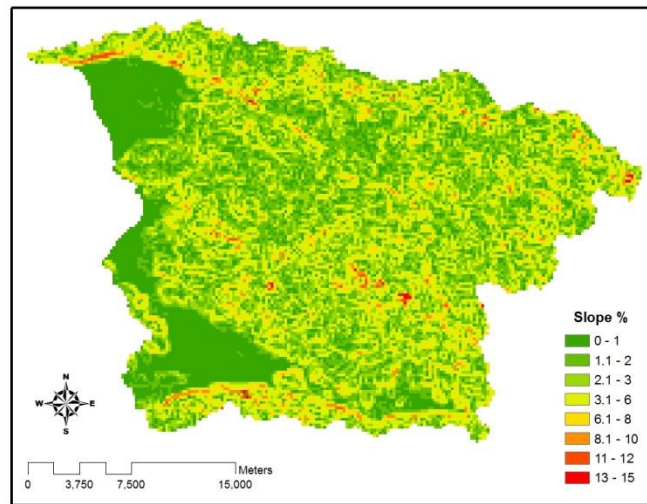 Slope %
0 - 1
1.1 - 2
2.1 - 3
3.1 - 6
6.1 - 8
8.1 - 10
11 - 12
13 - 15
N
W E
S
Meters
0 3,750 7,500 15,000